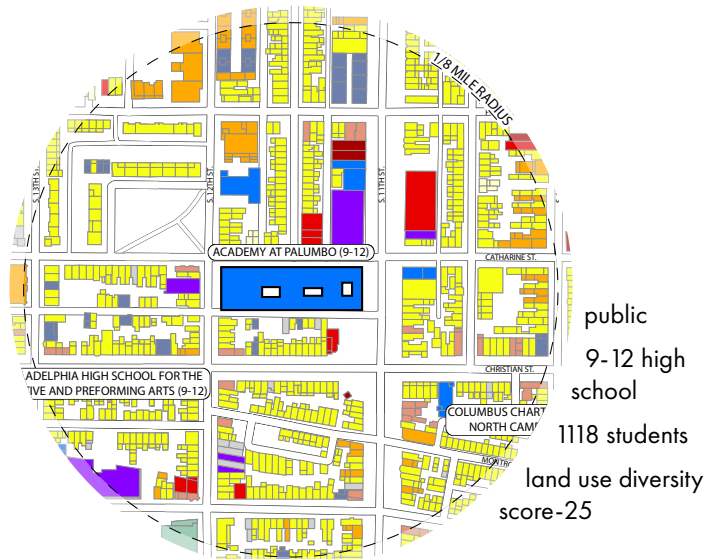 1/8 MILE RADIUS
S. 13TH ST.
S. 12TH ST.
S. 11TH ST.
ACADEMY AT PALUMBO (9-12)
CATHARINE ST.
public
9-12 high
school
CHRISTIAN ST.
ADELPHIA HIGH SCHOOL FOR THE
TIVE AND PREFORMING ARTS (9-12)
COLUMBUS CHART
NORTH CAMP
1118 students
MONTRO
land use diversity
score-25